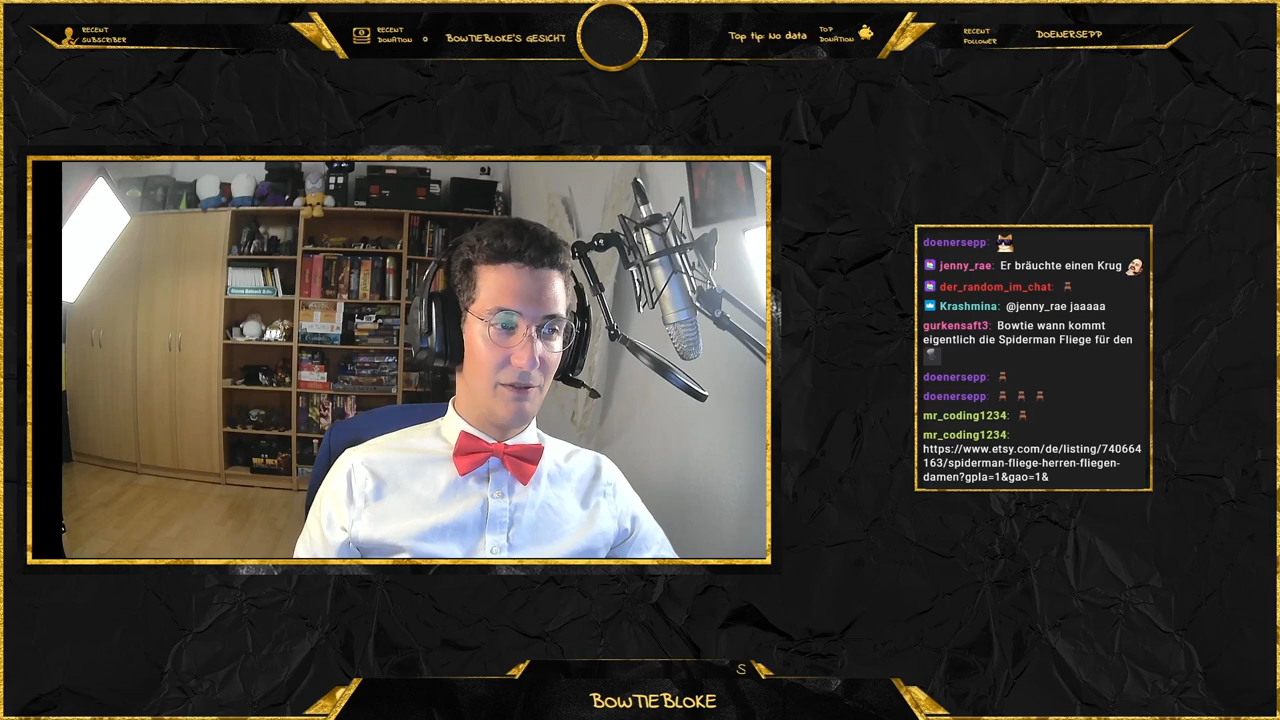 RECENT
SUBSCRIBER
RECENT
DONATION
BOWTIEBLOKE'S GESICHT
Top tip: No data
TOP
DONATION
RECENT
FOLLOWER
DOENERSEPP
doenersepp:
jenny_rae: Er bräuchte einen Krug
der_random_im_chat:
Krashmina: @jenny_rae jaaaaa
gurkensaft3: Bowtie wann kommt
eigentlich die Spiderman Fliege für den
doenersepp:
doenersepp:
mr_coding1234:
mr_coding1234:
https://www.etsy.com/de/listing/740664
163/spiderman-fliege-herren-fliegen-
damen?gpla=1&gao=1&
S
BOWTIEBLOKE